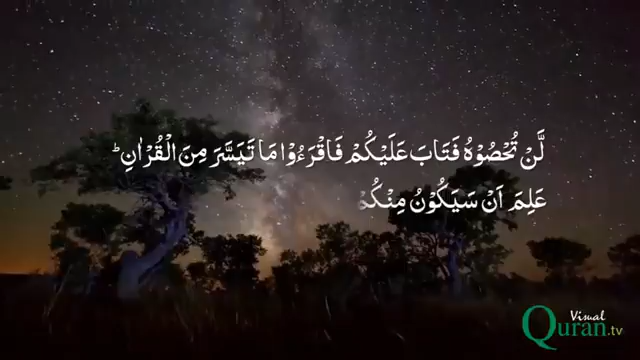 لَّنْ تُحْصُوْهُ فَتَابَ عَلَيْكُمْ فَاقْرَءُوْا مَا تَيَسَّرَ مِنَ الْقُرْاٰنِ ؕ
عَلِمَ اَنْ سَيَكُوْنُ مِنْكُمْ
Visual
Quran.tv